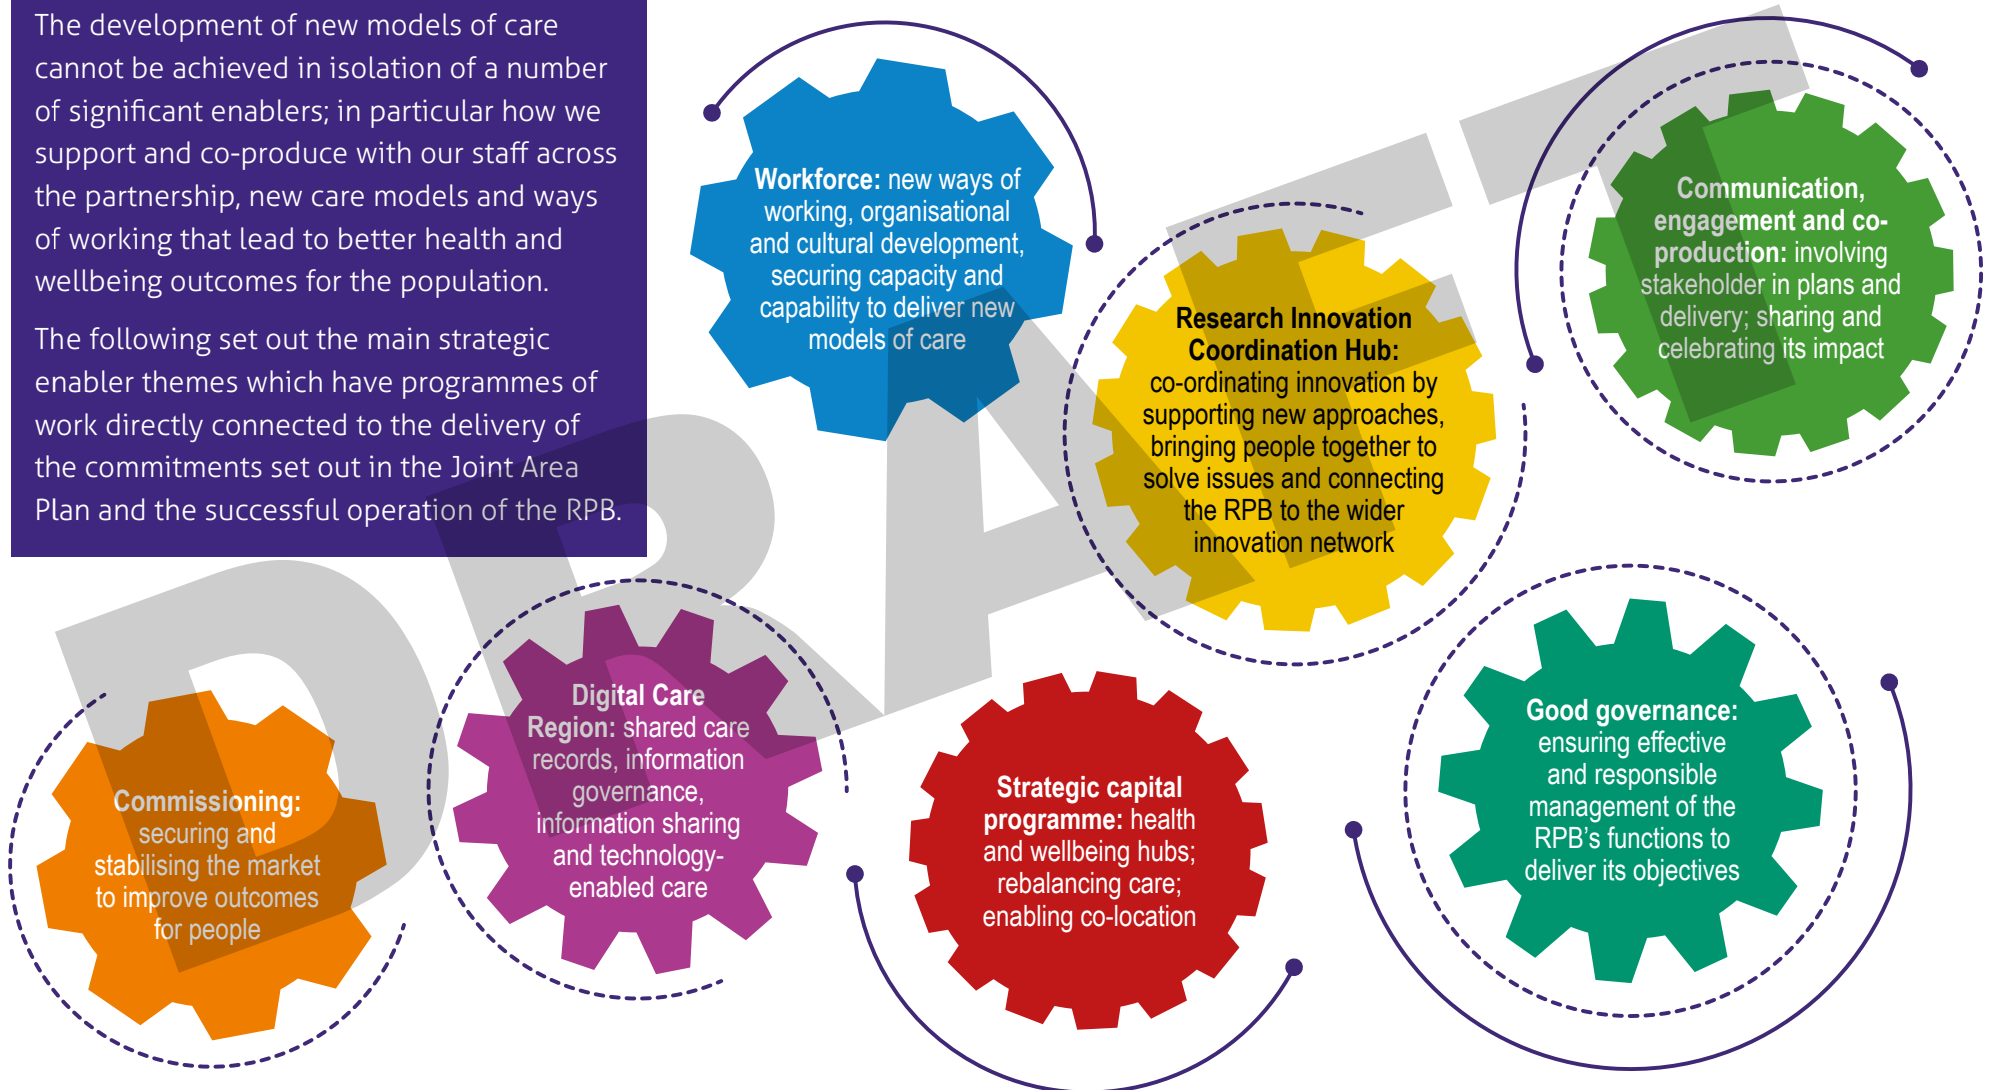 The development of new models of care
cannot be achieved in isolation of a number
of significant enablers; in particular how we
support and co-produce with our staff across
the partnership, new care models and ways
of working that lead to better health and
wellbeing outcomes for the population.
The following set out the main strategic
enabler themes which have programmes of
work directly connected to the delivery of
the commitments set out in the Joint Area
Plan and the successful operation of the RPB.
Workforce: new ways of
working, organisational
and cultural development,
securing capacity and
capability to deliver new
models of care
Research Innovation
Coordination Hub:
co-ordinating innovation by
supporting new approaches,
bringing people together to
solve issues and connecting
the RPB to the wider
innovation network
Communication,
engagement and co-
production: involving
stakeholder in plans and
delivery; sharing and
celebrating its impact
Commissioning:
securing and
stabilising the market
to improve outcomes
for people
Digital Care
Region: shared care
records, information
governance,
information sharing
and technology-
enabled care
Strategic capital
programme: health
and wellbeing hubs;
rebalancing care;
enabling co-location
Good governance:
ensuring effective
and responsible
management of the
RPB's functions to
deliver its objectives
DRAFT